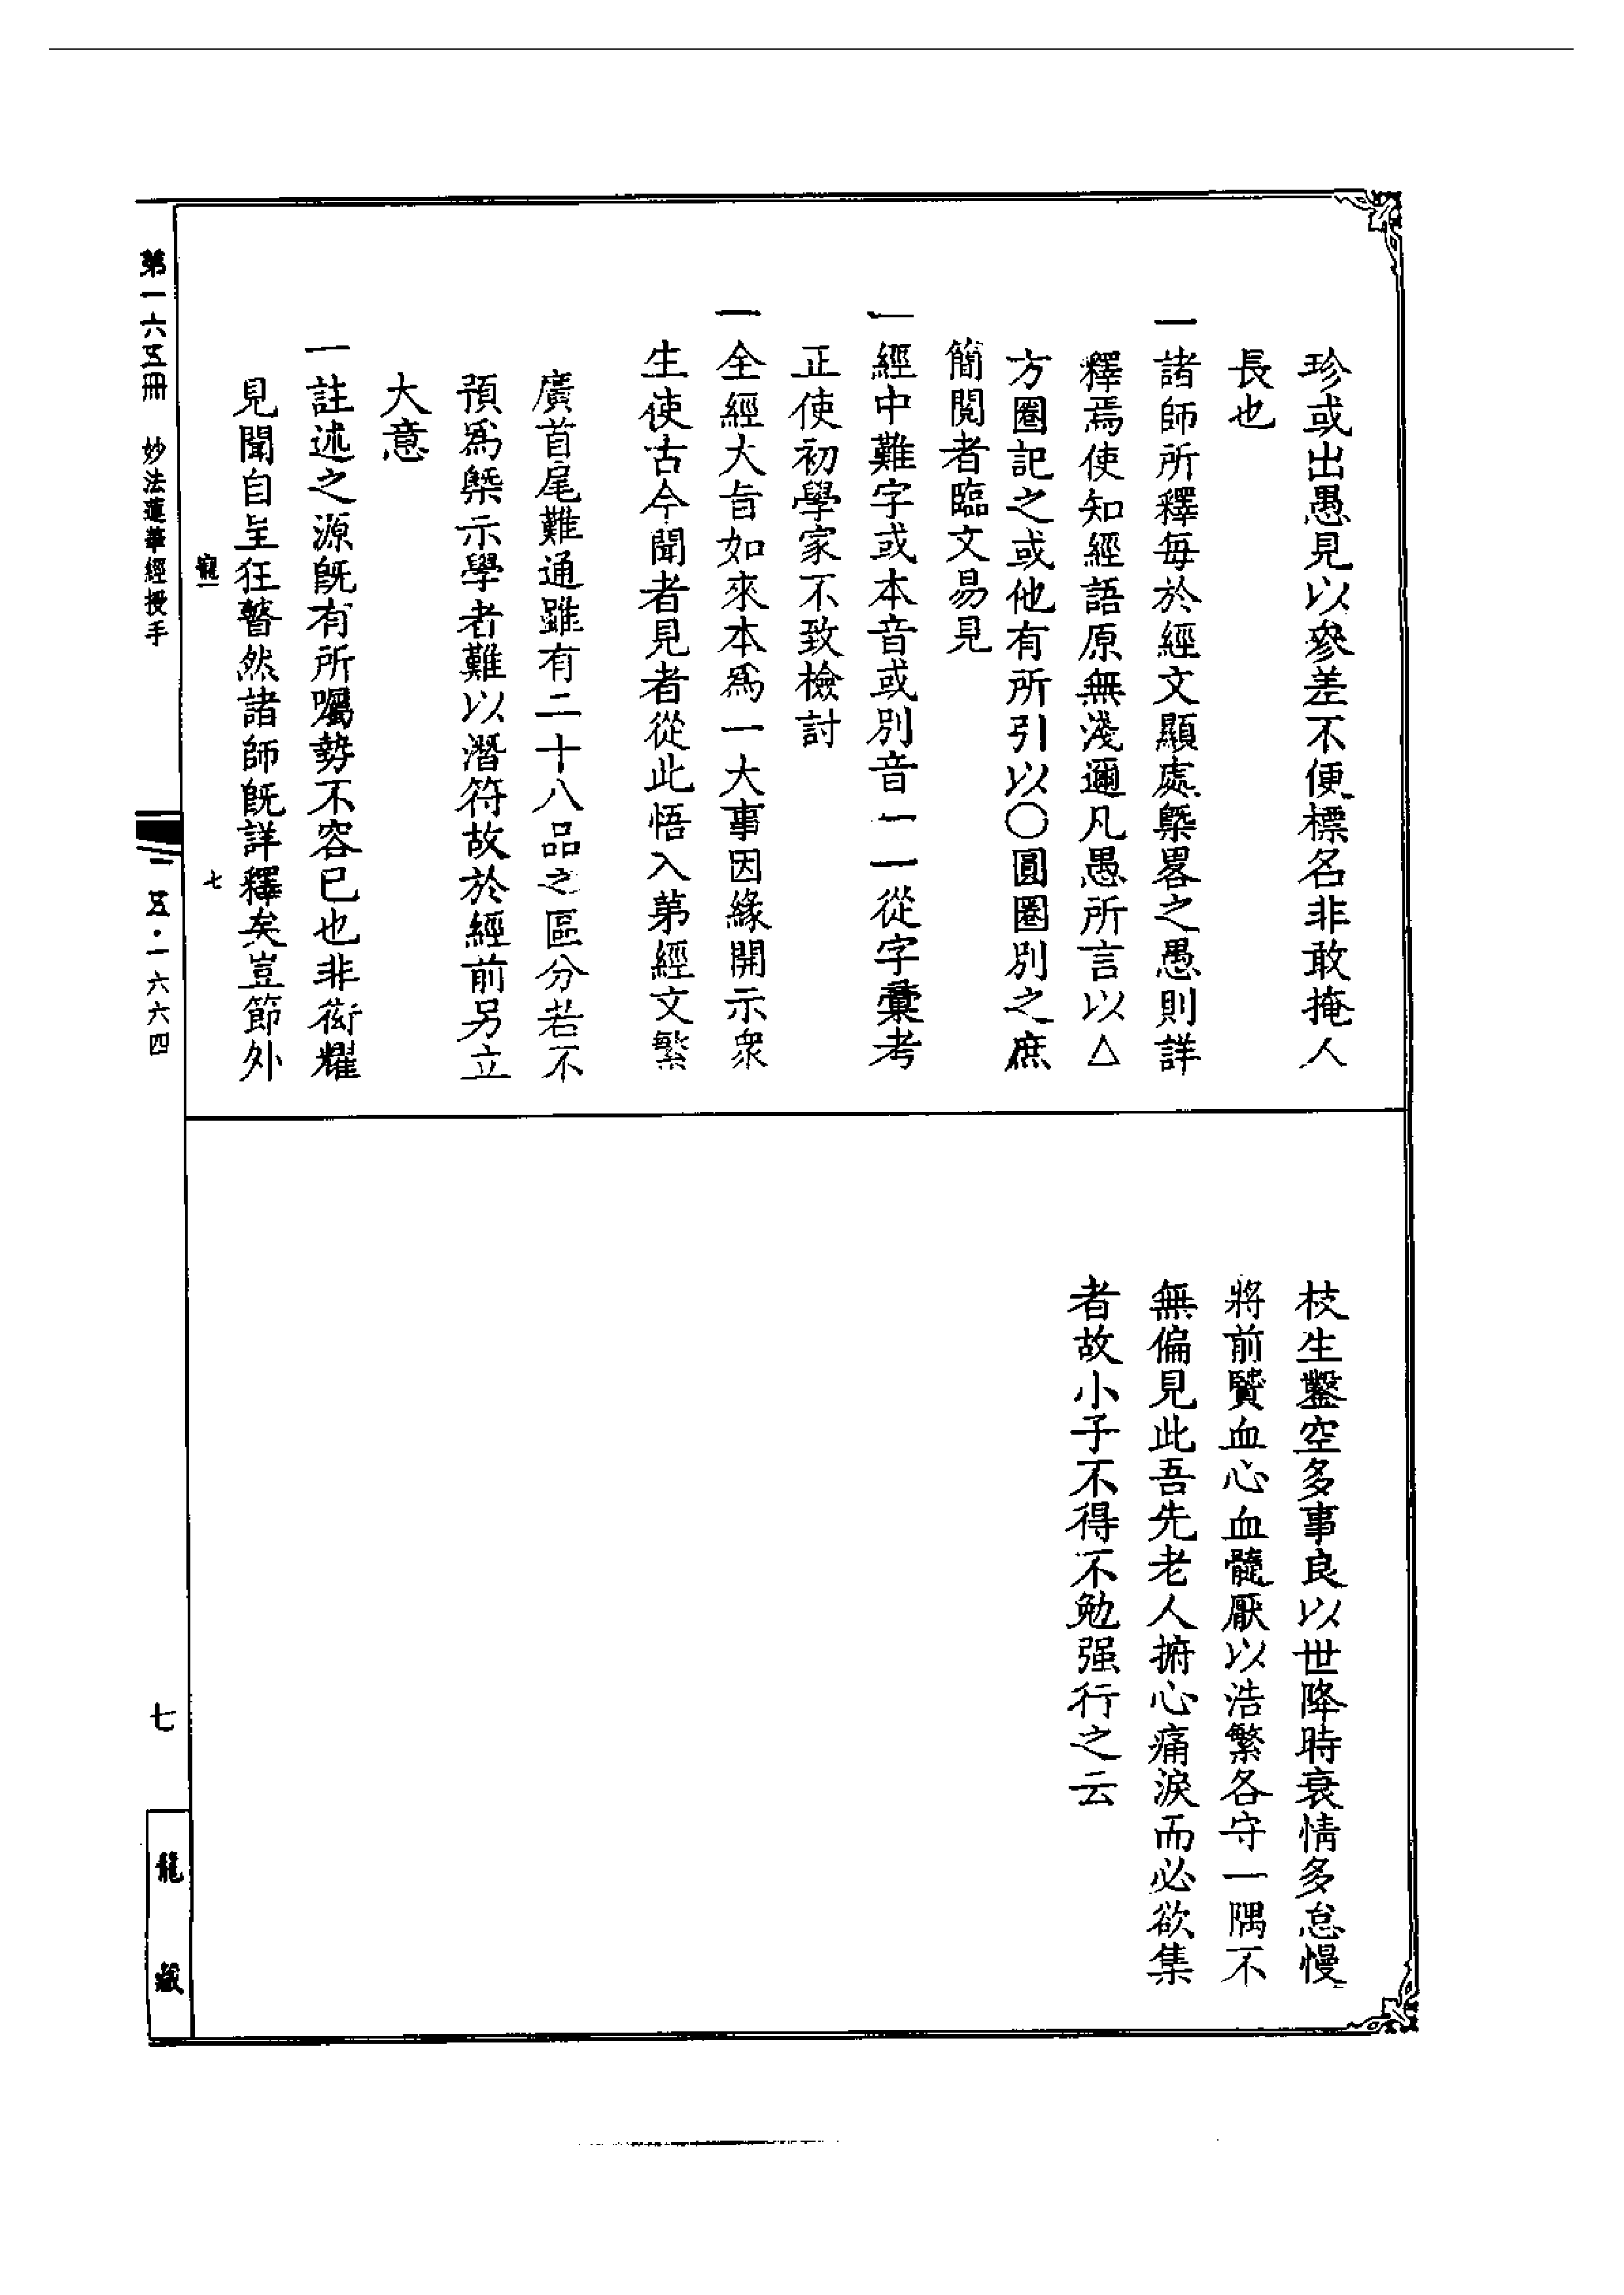 珍或出愚見以參差不便標名非敢掩人
長也
一諸師所釋每於經文顯處槩畧之愚則詳
釋焉使知經語原無淺邇凡愚所言以△
方圈記之或他有所引以〇圓圈別之庶
簡閱者臨文易見
一經中難字或本音或別音一一從字彙考
正使初學家不致檢討
一全經大旨如來本爲一大事因緣開示衆
生使古今聞者見者從此悟入第經文繁
廣首尾難通雖有二十八品之區分若不
預爲槩示學者難以潛符故於經前另立
大意
一註述之源旣有所囑勢不容已也非衒耀
見聞自呈狂瞽然諸師旣詳釋矣豈節外
枝生鑿空多事良以世降時衰情多怠慢
將前賢血心血髓厭以浩繁各守一隅不
無偏見此吾先老人擗心痛淚而必欲集
者故小子不得不勉强行之云
寵一
七
第一六五冊 妙法蓮華經授手
一五·一六六四
七
龍藏